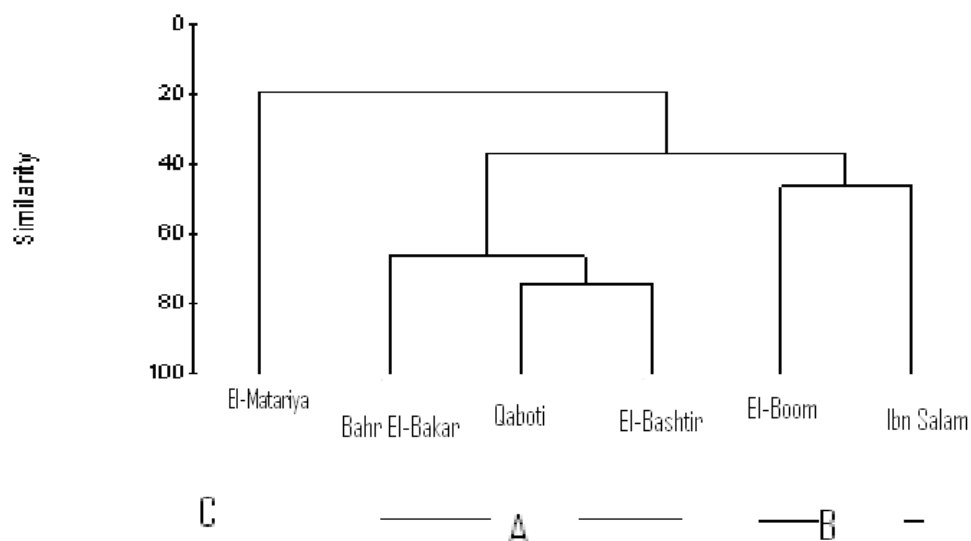 0
20
40
60
80
100
Similarity
El-Matariya
Bahr El-Bakar
Qaboti
El-Bashtir
El-Boom
Ibn Salam
C
A
B